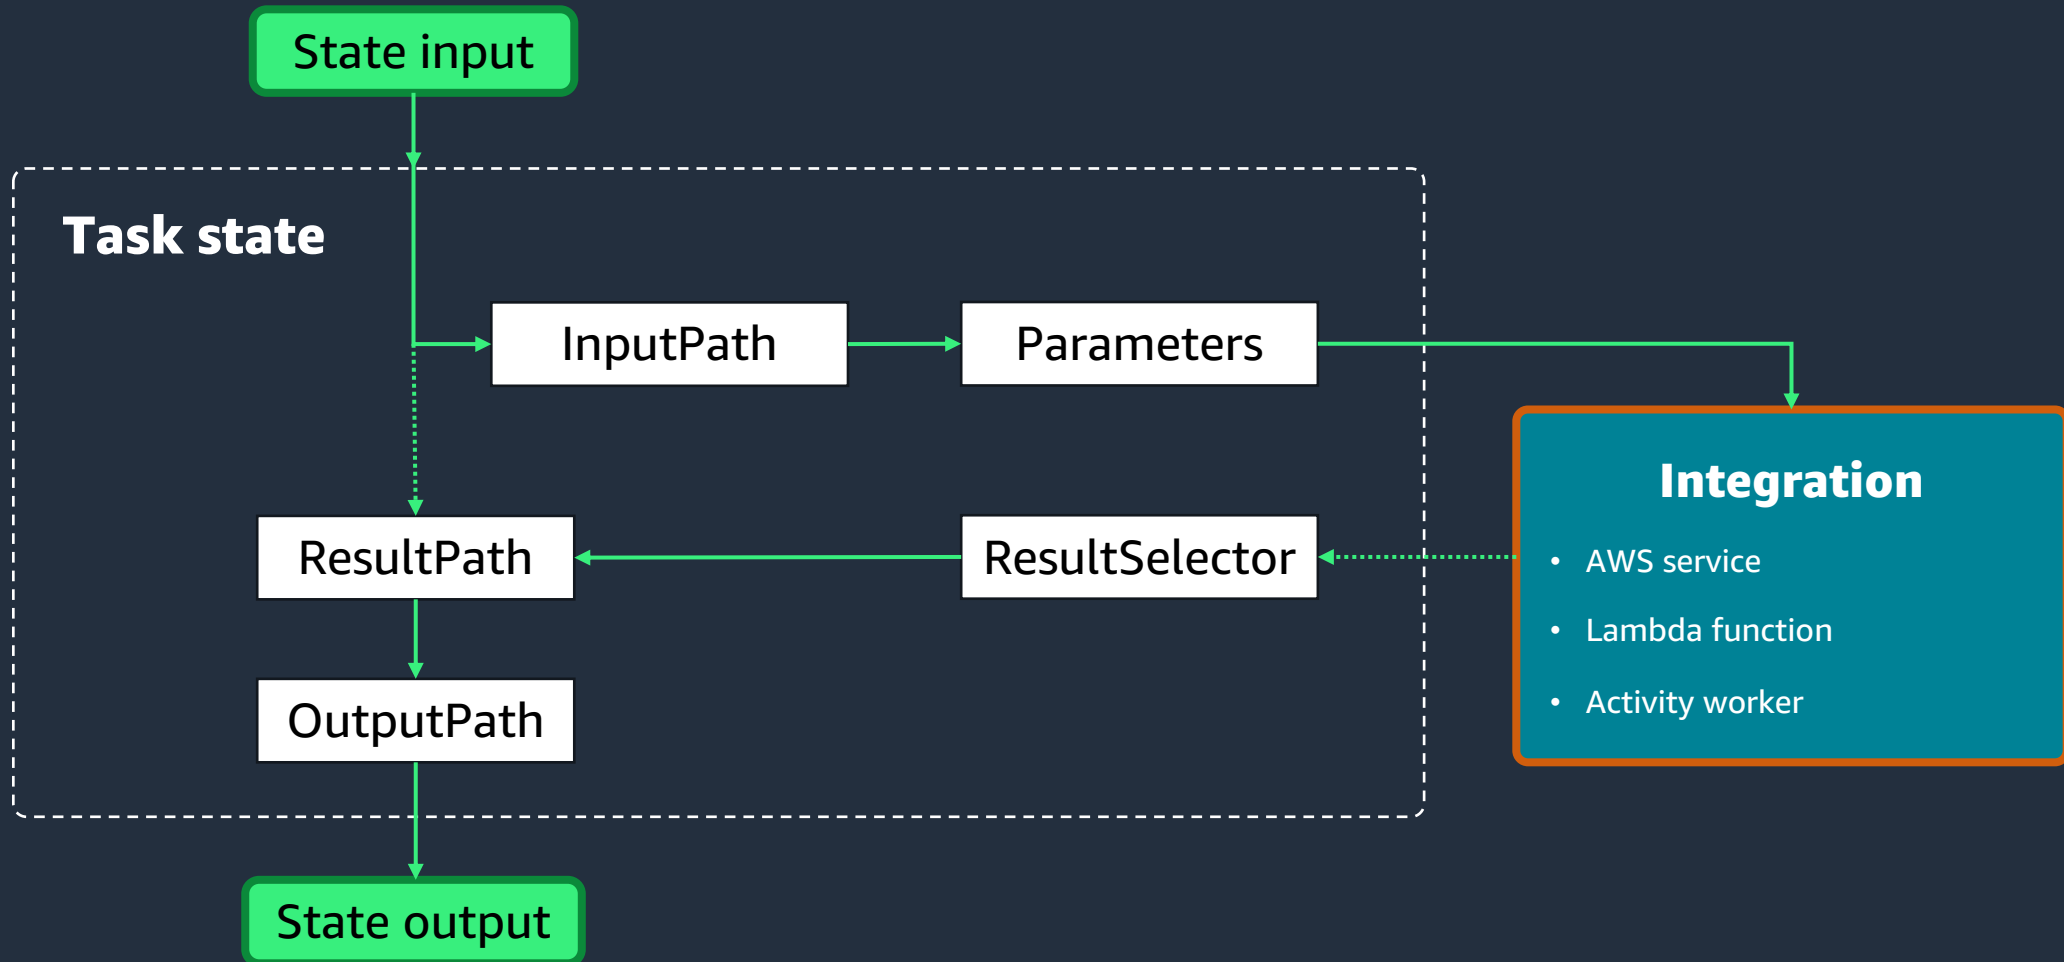 State input
Task state
InputPath
Parameters
Integration
• AWS service
• Lambda function
• Activity worker
ResultPath
ResultSelector
OutputPath
State output